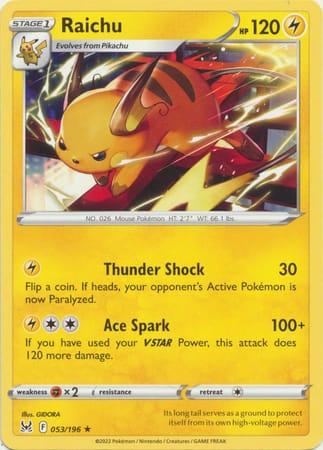 STAGE 1
Raichu
HP 120
Evolves from Pikachu
NO. 026 Mouse Pokémon HT: 2'7" WT: 66.1 lbs.
Thunder Shock 30
Flip a coin. If heads, your opponent's Active Pokémon is
now Paralyzed.
Ace Spark 100+
If you have used your VSTAR Power, this attack does
120 more damage.
weakness ×2 resistance retreat
Illus. GIDORA
F 053/196 ★
Its long tail serves as a ground to protect
itself from its own high-voltage power.
©2022 Pokémon / Nintendo / Creatures / GAME FREAK